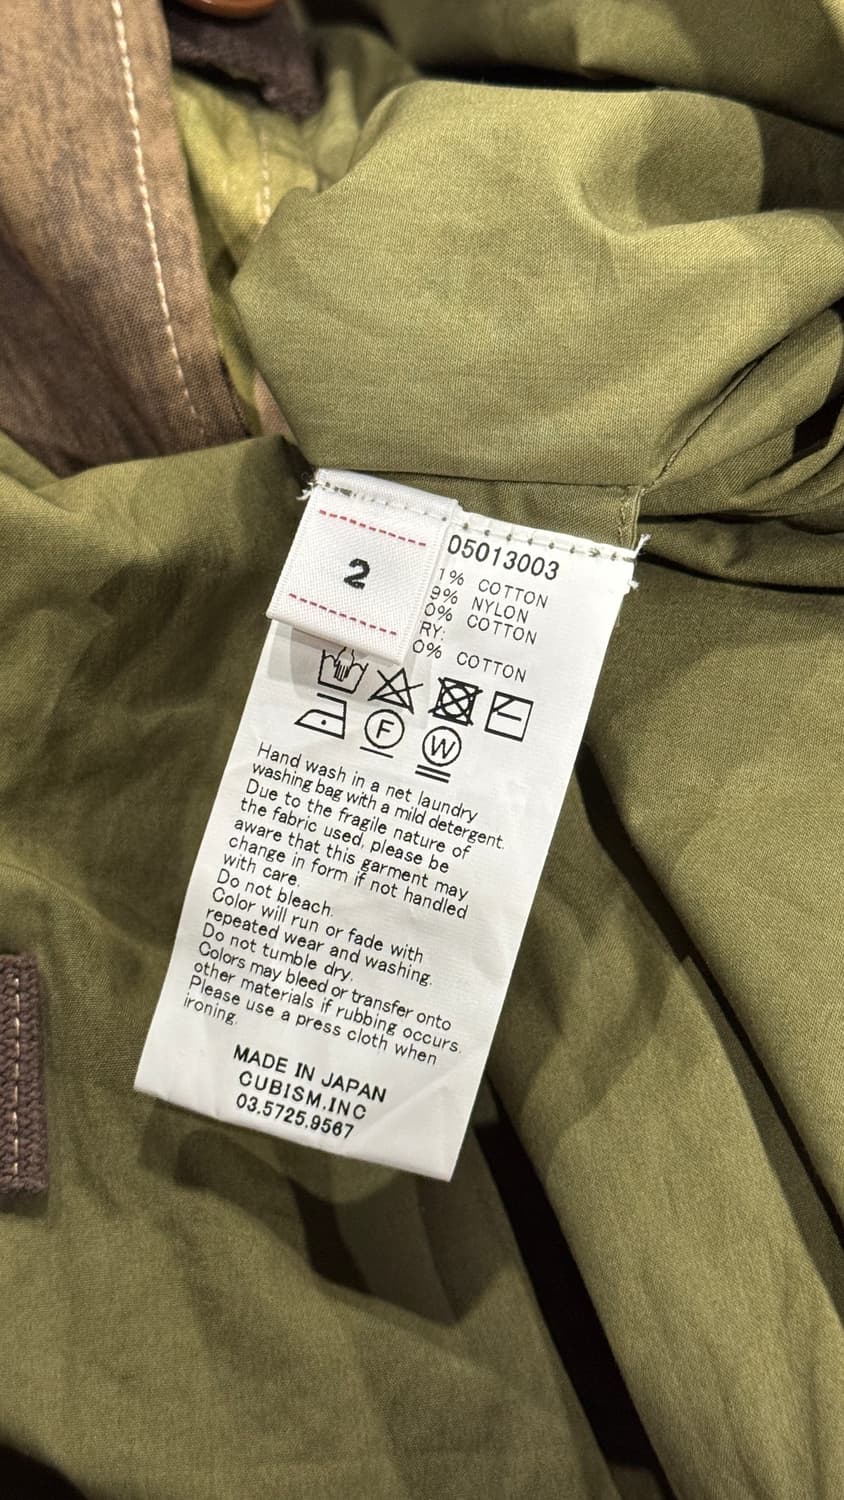 2
05013003
1% COTTON
9% NYLON
0% COTTON
RY:
0% COTTON
F
W
Hand wash in a net laundry
washing bag with a mild detergent.
Due to the fragile nature of
the fabric used, please be
aware that this garment may
change in form if not handled
with care.
Do not bleach.
Color will run or fade with
repeated wear and washing.
Do not tumble dry.
Colors may bleed or transfer onto
other materials if rubbing occurs.
Please use a press cloth when
ironing.
MADE IN JAPAN
CUBISM.INC
03.5725.9567